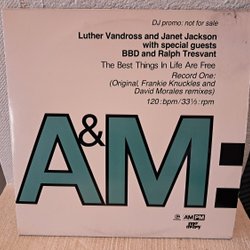 DJ promo: not for sale
Luther Vandross and Janet Jackson
with special guests
BBD and Ralph Tresvant
The Best Things In Life Are Free
Record One:
(Original, Frankie Knuckles and
David Morales remixes)
120:bpm/33⅓:rpm
A&M:
AM:PM